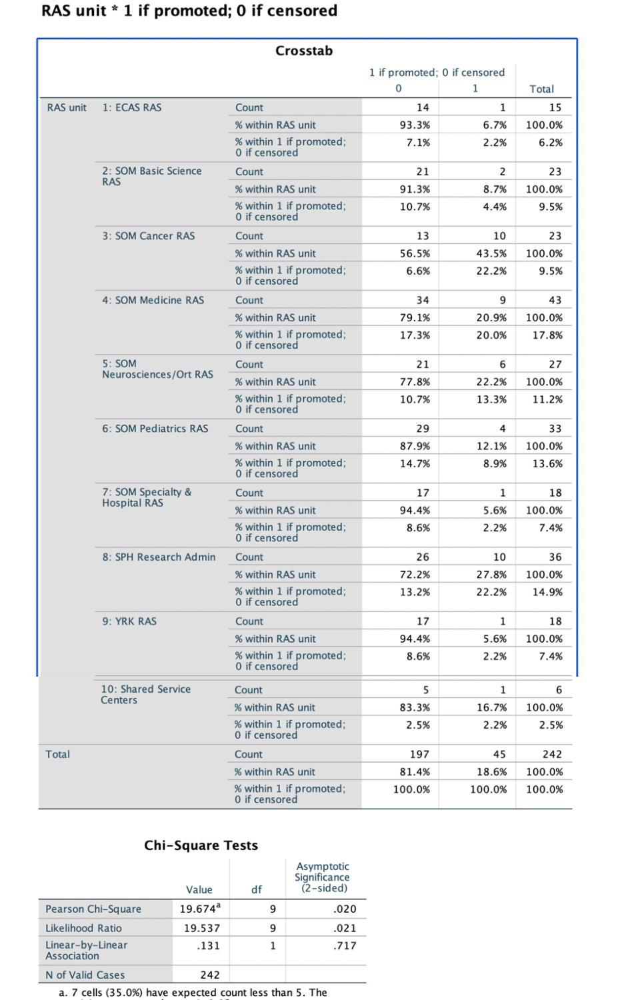 RAS unit * 1 if promoted; 0 if censored
Crosstab
1 if promoted; 0 if censored
0 1 Total
RAS unit 1: ECAS RAS Count 14 1 15
% within RAS unit 93.3% 6.7% 100.0%
% within 1 if promoted; 0 if censored 7.1% 2.2% 6.2%
2: SOM Basic Science RAS Count 21 2 23
% within RAS unit 91.3% 8.7% 100.0%
% within 1 if promoted; 0 if censored 10.7% 4.4% 9.5%
3: SOM Cancer RAS Count 13 10 23
% within RAS unit 56.5% 43.5% 100.0%
% within 1 if promoted; 0 if censored 6.6% 22.2% 9.5%
4: SOM Medicine RAS Count 34 9 43
% within RAS unit 79.1% 20.9% 100.0%
% within 1 if promoted; 0 if censored 17.3% 20.0% 17.8%
5: SOM Neurosciences/Ort RAS Count 21 6 27
% within RAS unit 77.8% 22.2% 100.0%
% within 1 if promoted; 0 if censored 10.7% 13.3% 11.2%
6: SOM Pediatrics RAS Count 29 4 33
% within RAS unit 87.9% 12.1% 100.0%
% within 1 if promoted; 0 if censored 14.7% 8.9% 13.6%
7: SOM Specialty & Hospital RAS Count 17 1 18
% within RAS unit 94.4% 5.6% 100.0%
% within 1 if promoted; 0 if censored 8.6% 2.2% 7.4%
8: SPH Research Admin Count 26 10 36
% within RAS unit 72.2% 27.8% 100.0%
% within 1 if promoted; 0 if censored 13.2% 22.2% 14.9%
9: YRK RAS Count 17 1 18
% within RAS unit 94.4% 5.6% 100.0%
% within 1 if promoted; 0 if censored 8.6% 2.2% 7.4%
10: Shared Service Centers Count 5 1 6
% within RAS unit 83.3% 16.7% 100.0%
% within 1 if promoted; 0 if censored 2.5% 2.2% 2.5%
Total Count 197 45 242
% within RAS unit 81.4% 18.6% 100.0%
% within 1 if promoted; 0 if censored 100.0% 100.0% 100.0%
Chi-Square Tests
Value df Asymptotic Significance (2-sided)
Pearson Chi-Square 19.674a 9 .020
Likelihood Ratio 19.537 9 .021
Linear-by-Linear Association .131 1 .717
N of Valid Cases 242
a. 7 cells (35.0%) have expected count less than 5. The